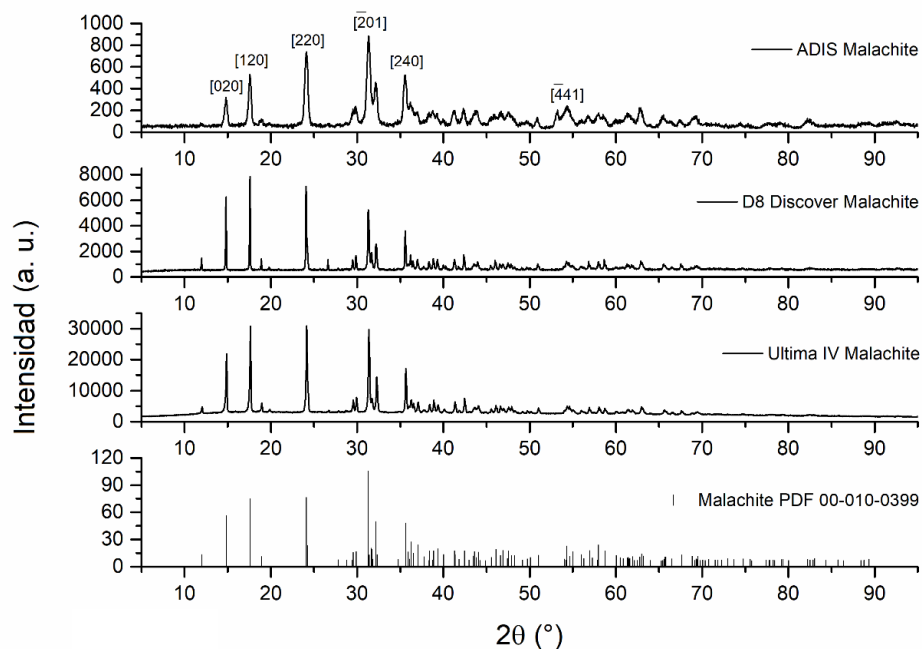 Intensidad (a. u.)
1000
800
600
400
200
0
[020]
[120]
[220]
[2̄01]
[240]
[4̄41]
ADIS Malachite
10 20 30 40 50 60 70 80 90
8000
6000
4000
2000
0
D8 Discover Malachite
10 20 30 40 50 60 70 80 90
30000
20000
10000
0
Ultima IV Malachite
10 20 30 40 50 60 70 80 90
120
90
60
30
0
Malachite PDF 00-010-0399
10 20 30 40 50 60 70 80 90
2θ (°)